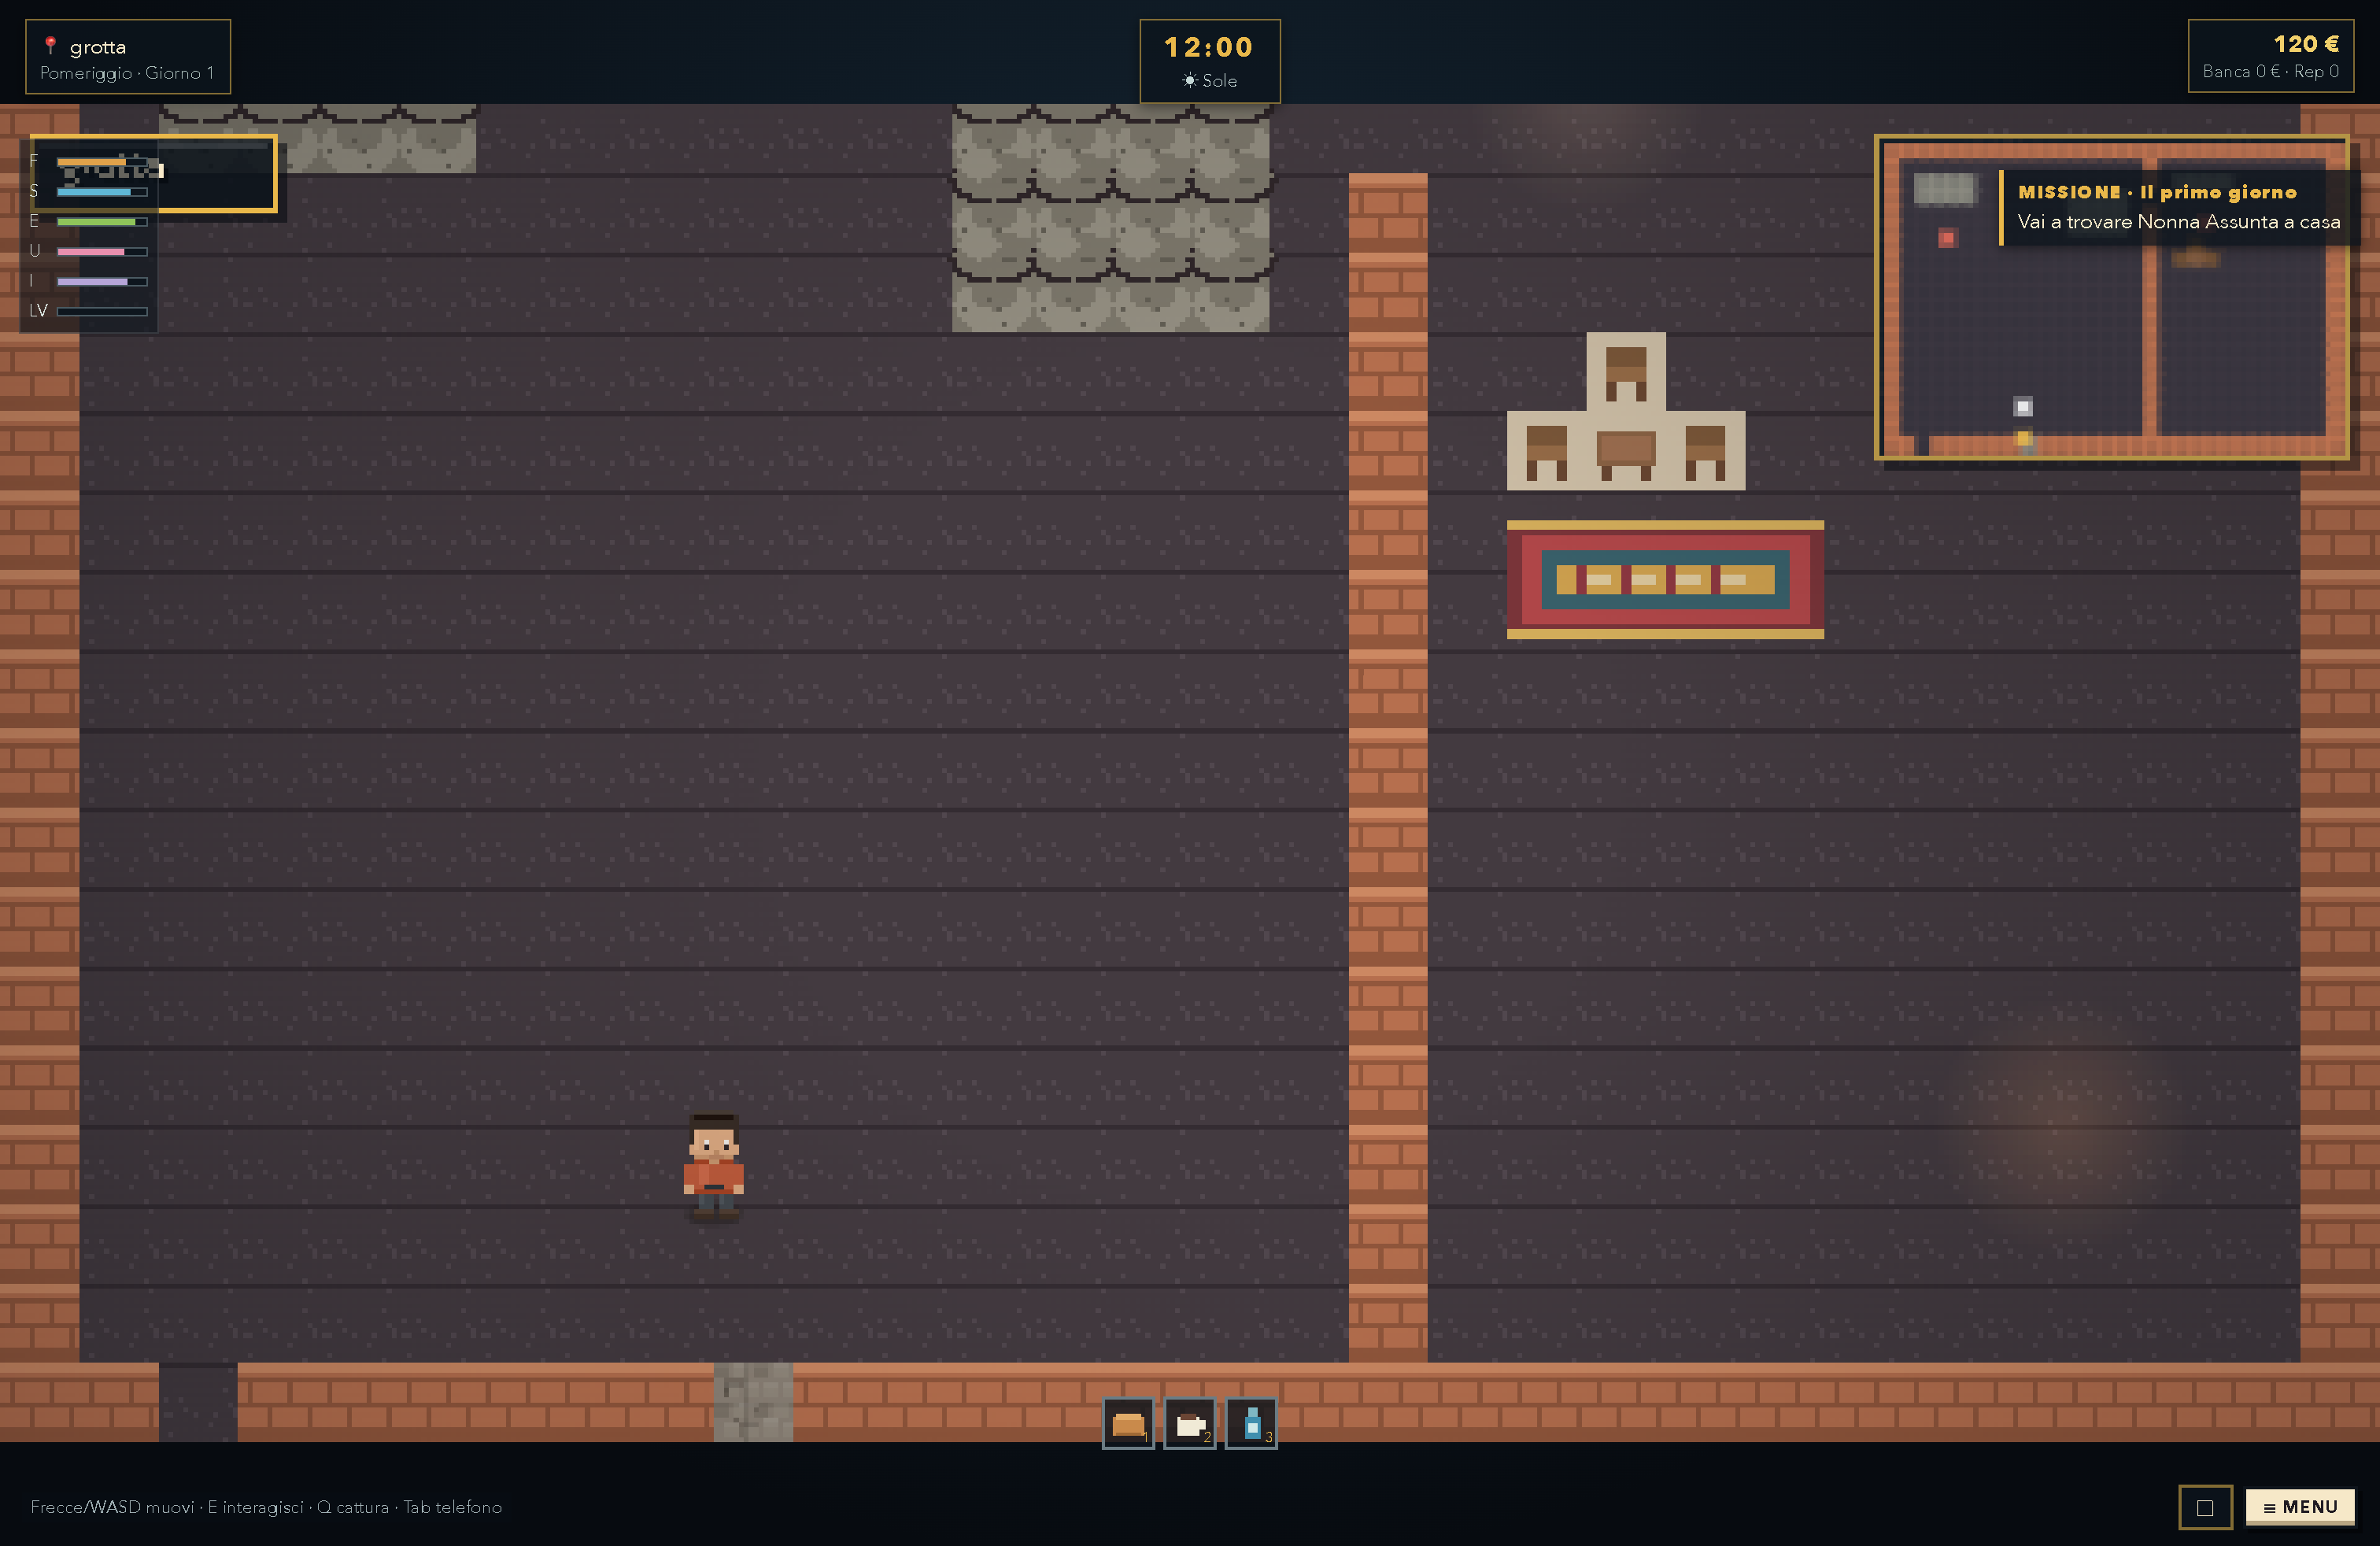 📍 grotta
Pomeriggio · Giorno 1
12:00
☀ Sole
120 €
Banca 0 € · Rep 0
F
S
E
U
I
LV
MISSIONE · Il primo giorno
Vai a trovare Nonna Assunta a casa
1
2
3
Frecce/WASD muovi · E interagisci · Q cattura · Tab telefono
≡ MENU